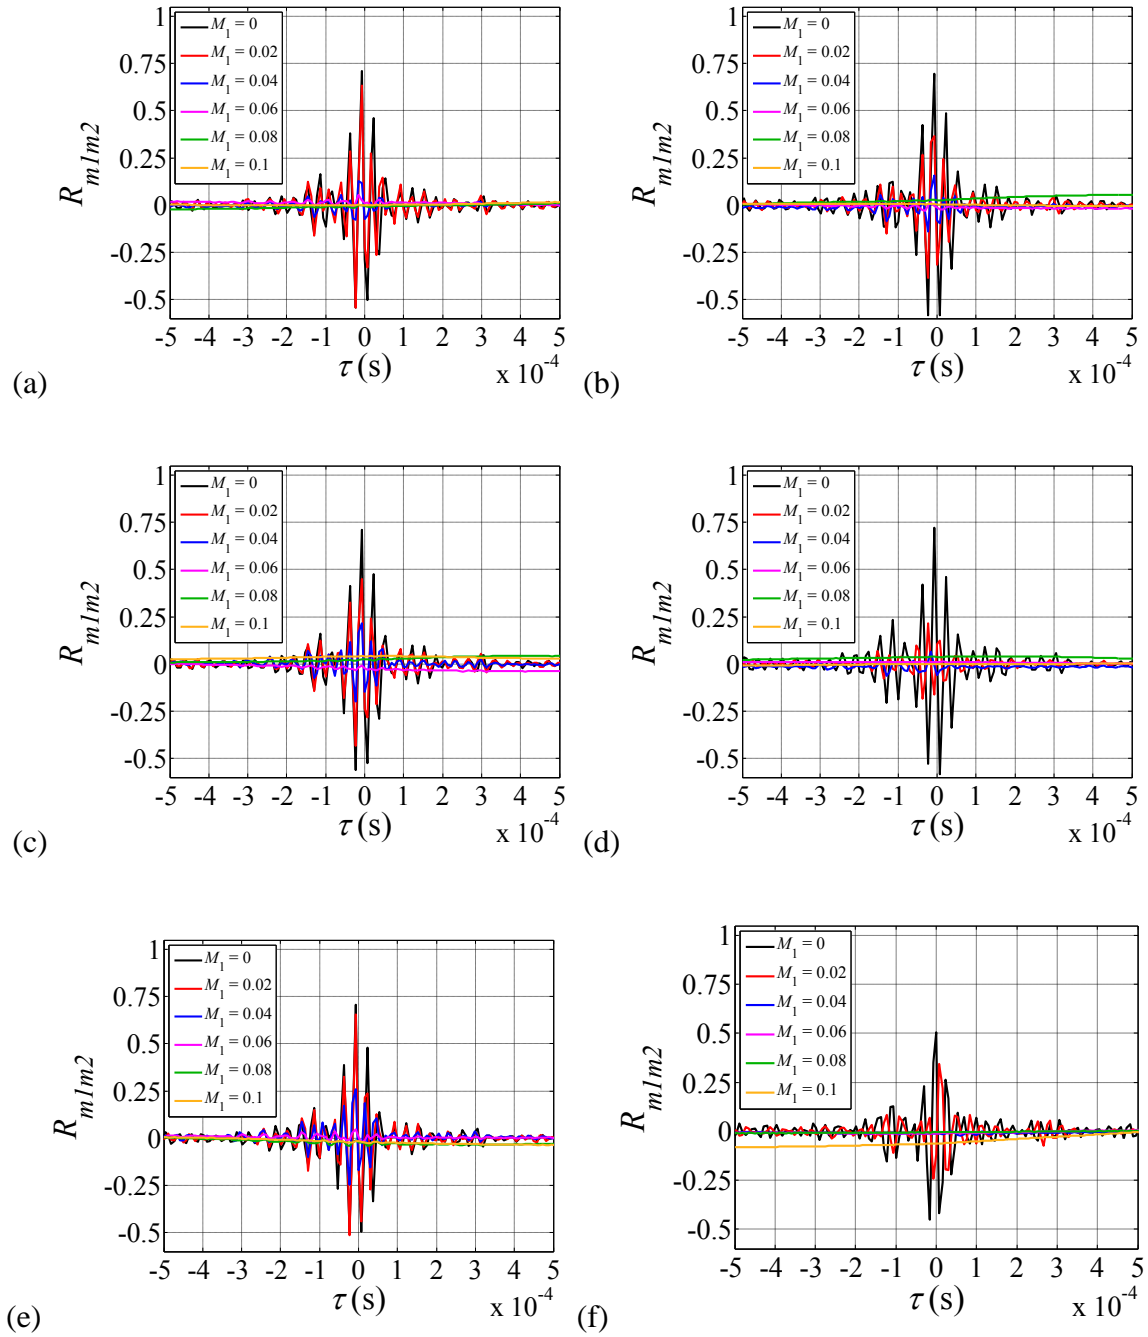 1
0.75
0.5
0.25
0
-0.25
-0.5
R m1m2
M1 = 0
M1 = 0.02
M1 = 0.04
M1 = 0.06
M1 = 0.08
M1 = 0.1
-5 -4 -3 -2 -1 0 1 2 3 4 5
τ (s)
x 10-4
(a)
1
0.75
0.5
0.25
0
-0.25
-0.5
R m1m2
M1 = 0
M1 = 0.02
M1 = 0.04
M1 = 0.06
M1 = 0.08
M1 = 0.1
-5 -4 -3 -2 -1 0 1 2 3 4 5
τ (s)
x 10-4
(b)
1
0.75
0.5
0.25
0
-0.25
-0.5
R m1m2
M1 = 0
M1 = 0.02
M1 = 0.04
M1 = 0.06
M1 = 0.08
M1 = 0.1
-5 -4 -3 -2 -1 0 1 2 3 4 5
τ (s)
x 10-4
(c)
1
0.75
0.5
0.25
0
-0.25
-0.5
R m1m2
M1 = 0
M1 = 0.02
M1 = 0.04
M1 = 0.06
M1 = 0.08
M1 = 0.1
-5 -4 -3 -2 -1 0 1 2 3 4 5
τ (s)
x 10-4
(d)
1
0.75
0.5
0.25
0
-0.25
-0.5
R m1m2
M1 = 0
M1 = 0.02
M1 = 0.04
M1 = 0.06
M1 = 0.08
M1 = 0.1
-5 -4 -3 -2 -1 0 1 2 3 4 5
τ (s)
x 10-4
(e)
1
0.75
0.5
0.25
0
-0.25
-0.5
R m1m2
M1 = 0
M1 = 0.02
M1 = 0.04
M1 = 0.06
M1 = 0.08
M1 = 0.1
-5 -4 -3 -2 -1 0 1 2 3 4 5
τ (s)
x 10-4
(f)